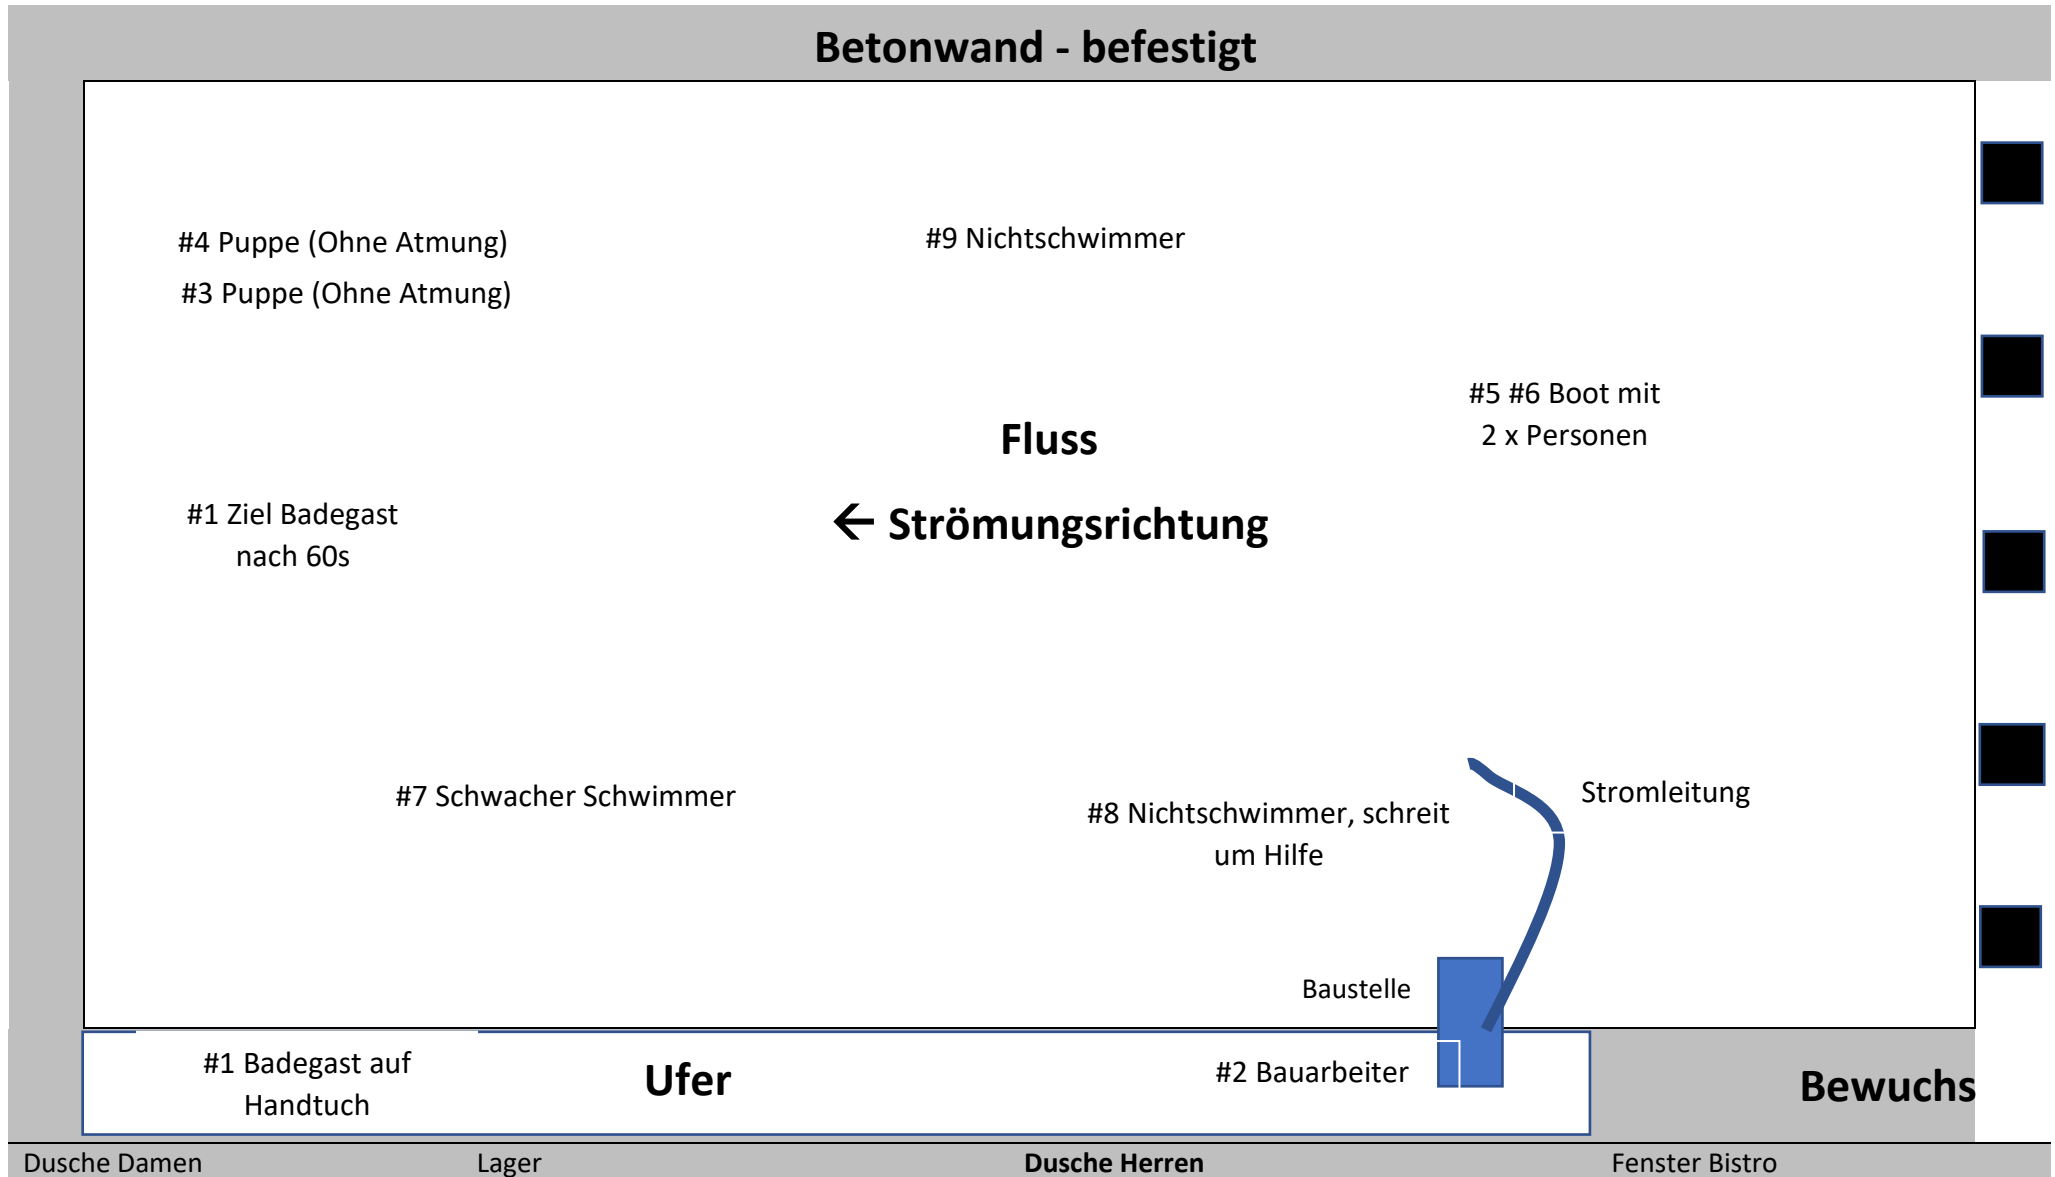 Betonwand - befestigt
#4 Puppe (Ohne Atmung)
#9 Nichtschwimmer
#3 Puppe (Ohne Atmung)
#5 #6 Boot mit
2 x Personen
Fluss
#1 Ziel Badegast
nach 60s
← Strömungsrichtung
#7 Schwacher Schwimmer
#8 Nichtschwimmer, schreit
um Hilfe
Stromleitung
Baustelle
#1 Badegast auf
Handtuch
Ufer
#2 Bauarbeiter
Bewuchs
Dusche Damen
Lager
Dusche Herren
Fenster Bistro